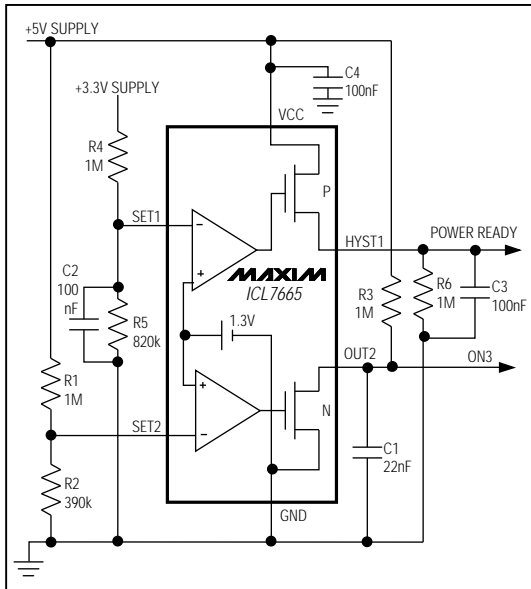 +5V SUPPLY
+3.3V SUPPLY
C4
100nF
VCC
R4
1M
P
SET1
–
+
HYST1
POWER READY
MAXIM
ICL7665
C2
100
nF
R5
820k
1.3V
R3
1M
R6
1M
C3
100nF
OUT2
ON3
R1
1M
+
–
N
SET2
C1
22nF
R2
390k
GND